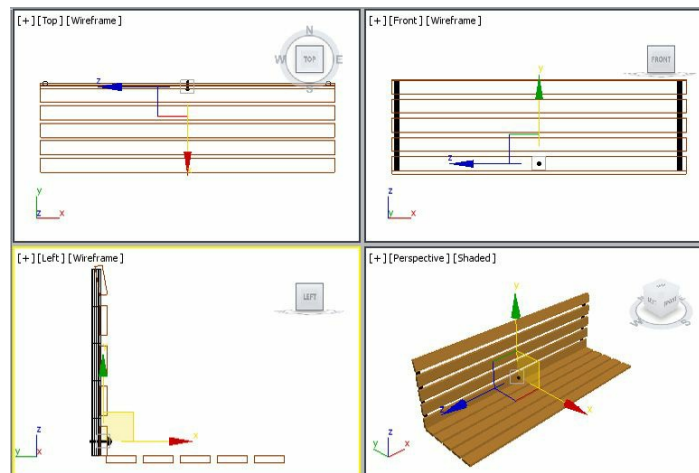 [+][Top][Wireframe]
N
W
TOP
E
S
z
y
z
x
[+][Front][Wireframe]
FRONT
y
z
z
y
x
[+][Left][Wireframe]
LEFT
x
z
y
x
[+][Perspective][Shaded]
y
z
x
z
y
x